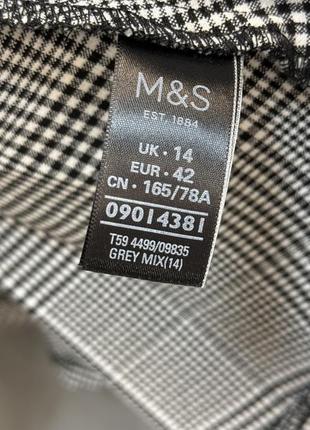 M&S
EST. 1884
UK · 14
EUR · 42
CN · 165/78A
09014381
T59 4499/09835
GREY MIX(14)